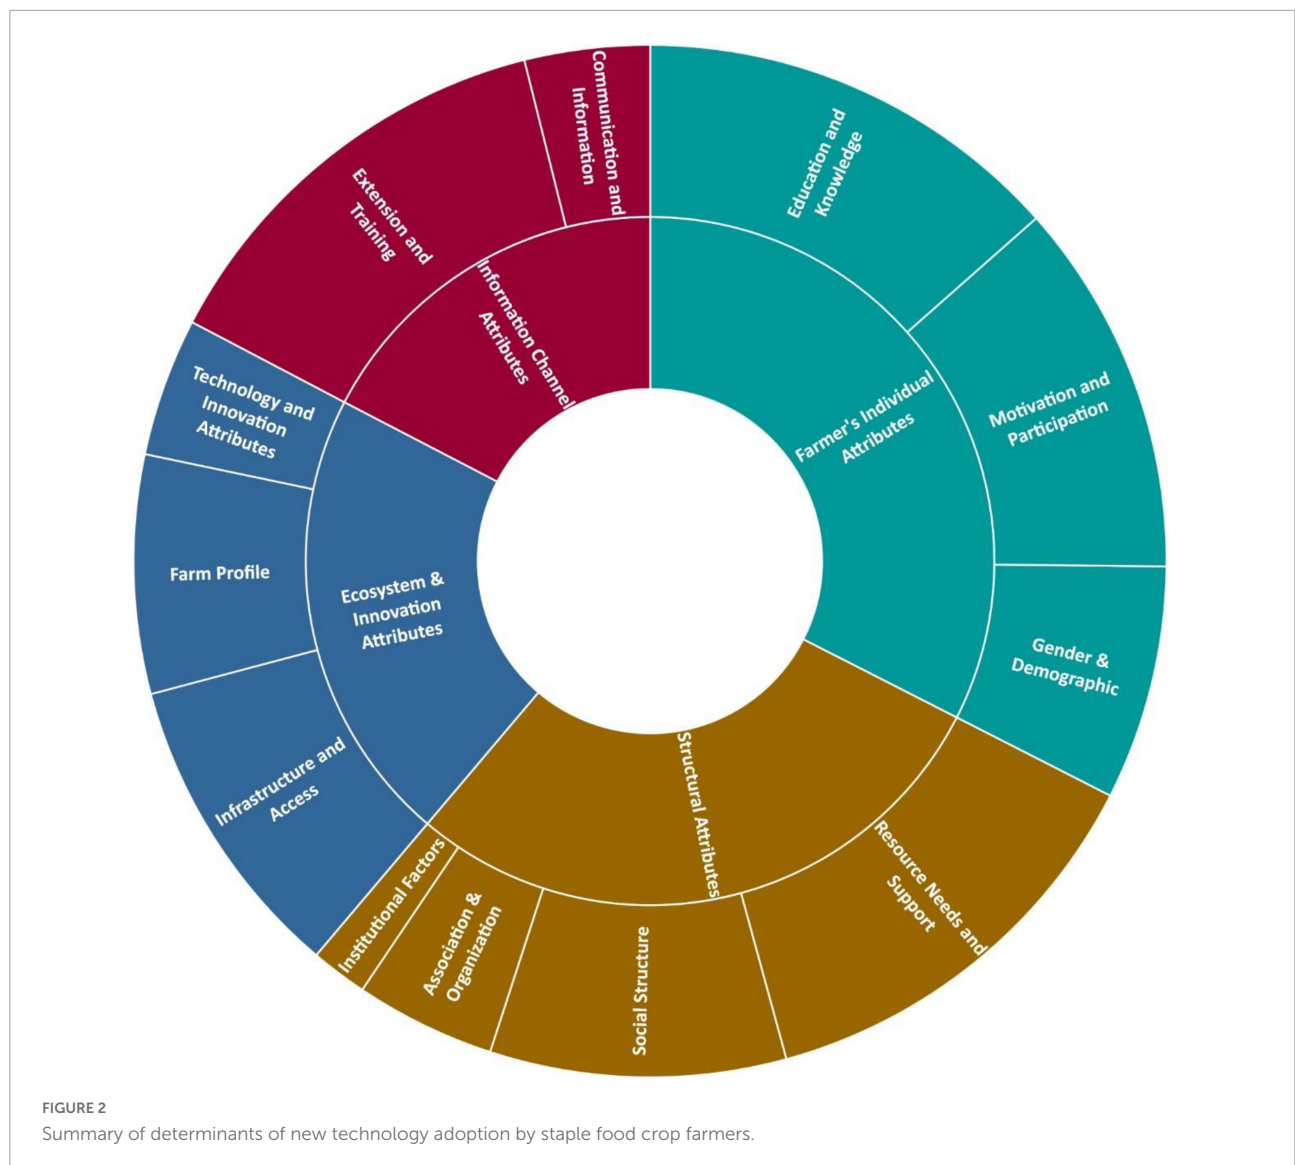 Communication and
Information
Education and
Knowledge
Extension and
Training
Information Channel
Attributes
Farmer's Individual
Attributes
Motivation and
Participation
Technology and
Innovation
Attributes
Farm Profile
Ecosystem &
Innovation
Attributes
Gender &
Demographic
Infrastructure and
Access
Structural Attributes
Resource Needs and
Support
Institutional Factors
Association &
Organization
Social Structure
FIGURE 2
Summary of determinants of new technology adoption by staple food crop farmers.